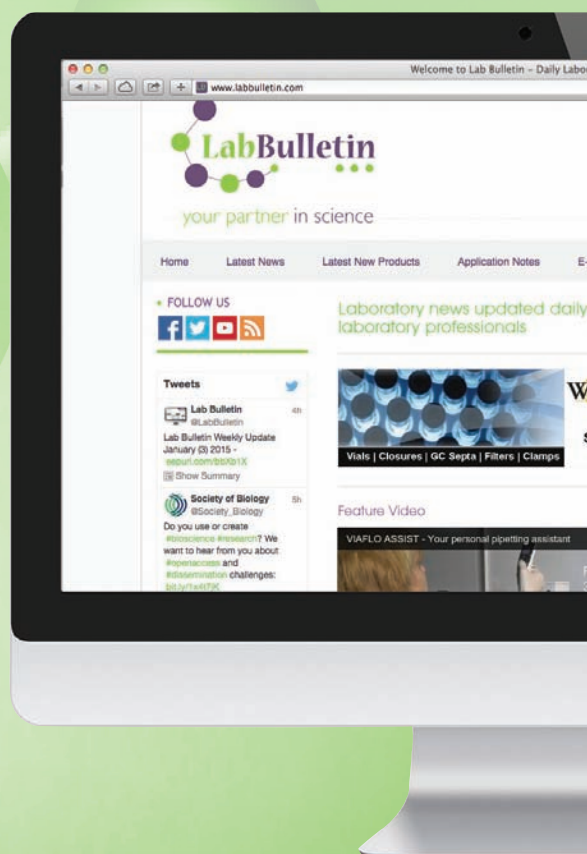 Welcome to Lab Bulletin – Daily Labo
www.labbulletin.com
LabBulletin
your partner in science
Home
Latest News
Latest New Products
Application Notes
E-
FOLLOW US
Laboratory news updated daily
laboratory professionals
Tweets
Lab Bulletin
4h
@LabBulletin
Lab Bulletin Weekly Update
January (3) 2015 -
Show Summary
Society of Biology
5h
@Society_Biology
Do you use or create
#bioscience #research? We
want to hear from you about
#openaccess and
#dissemination challenges:
W
Vials | Closures | GC Septa | Filters | Clamps
Feature Video
VIAFLO ASSIST - Your personal pipetting assistant